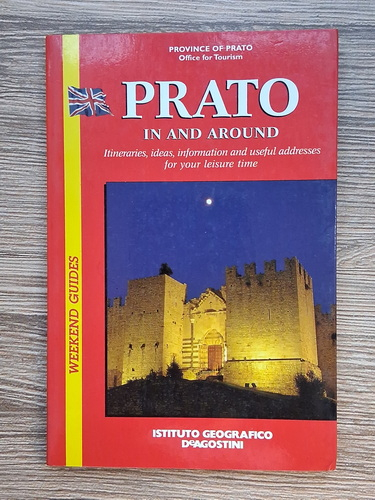 PROVINCE OF PRATO
Office for Tourism
PRATO
IN AND AROUND
Itineraries, ideas, information and useful addresses
for your leisure time
WEEKEND GUIDES
ISTITUTO GEOGRAFICO
DeAGOSTINI